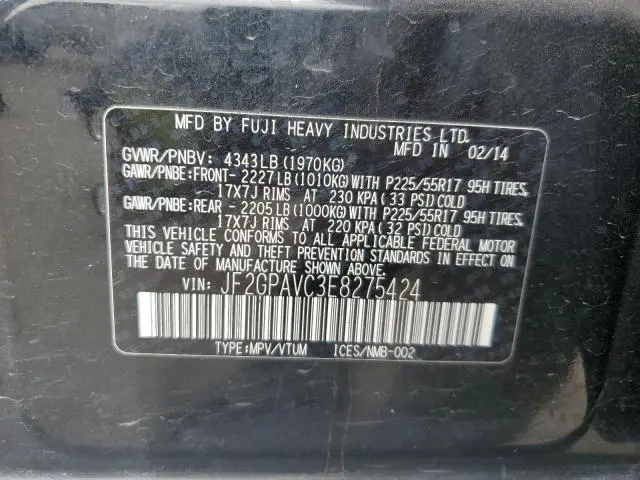 MFD BY FUJI HEAVY INDUSTRIES LTD.
MFD IN 02/14
GVWR/PNBV: 4343LB(1970KG)
GAWR/PNBE:FRONT- 2227LB(1010KG)WITH P225/55R17 95H TIRES,
17X7J RIMS AT 230 KPA(33 PSI)COLD
GAWR/PNBE:REAR - 2205LB(1000KG)WITH P225/55R17 95H TIRES,
17X7J RIMS AT 220 KPA(32 PSI)COLD
THIS VEHICLE CONFORMS TO ALL APPLICABLE FEDERAL MOTOR
VEHICLE SAFETY AND THEFT PREVENTION STANDARDS IN EFFECT ON
THE DATE OF MANUFACTURE SHOWN ABOVE.
VIN: JF2GPAVC3E8275424
TYPE:MPV/VTUM ICES/NMB-002